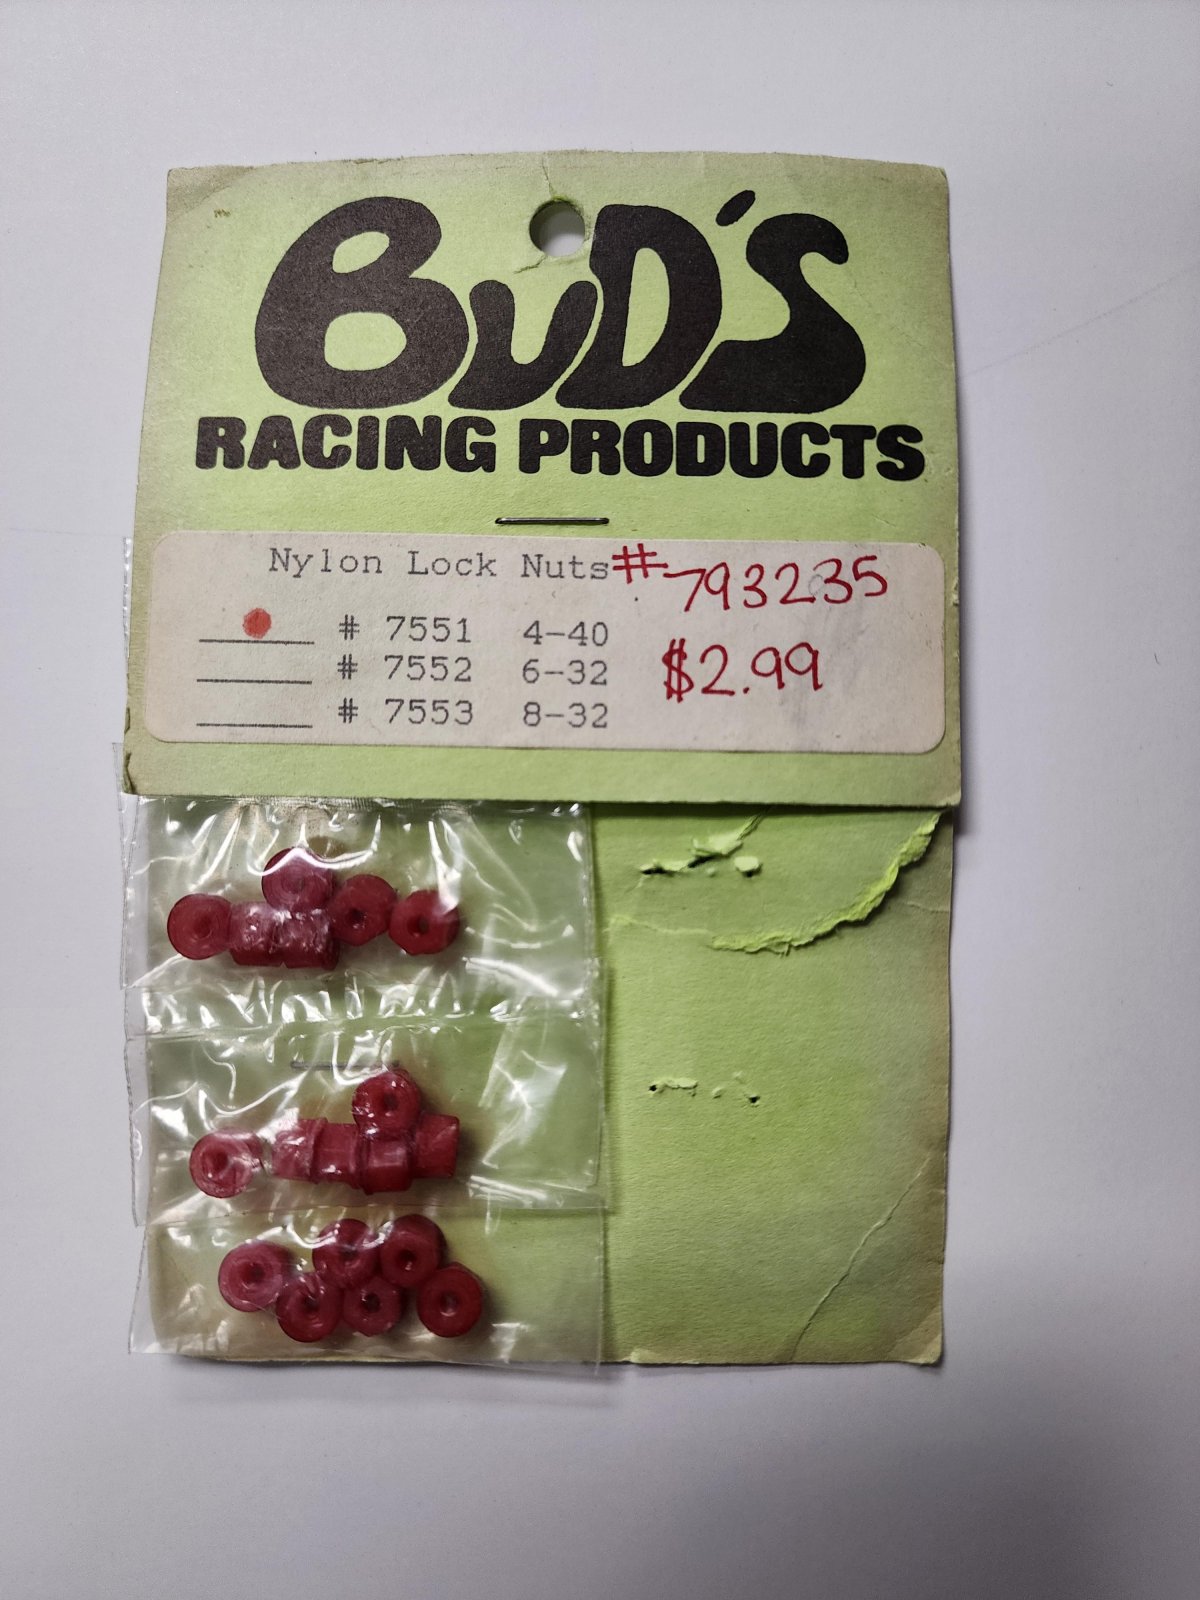 BUD'S
RACING PRODUCTS
Nylon Lock Nuts #793235
# 7551 4-40
# 7552 6-32 $2.99
# 7553 8-32